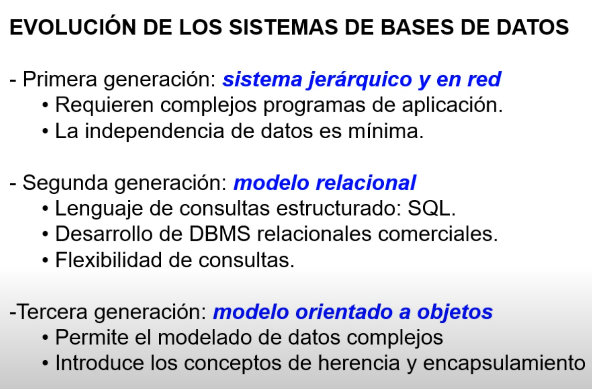 EVOLUCIÓN DE LOS SISTEMAS DE BASES DE DATOS
- Primera generación: sistema jerárquico y en red
• Requieren complejos programas de aplicación.
• La independencia de datos es mínima.
- Segunda generación: modelo relacional
• Lenguaje de consultas estructurado: SQL.
• Desarrollo de DBMS relacionales comerciales.
• Flexibilidad de consultas.
-Tercera generación: modelo orientado a objetos
• Permite el modelado de datos complejos
• Introduce los conceptos de herencia y encapsulamiento